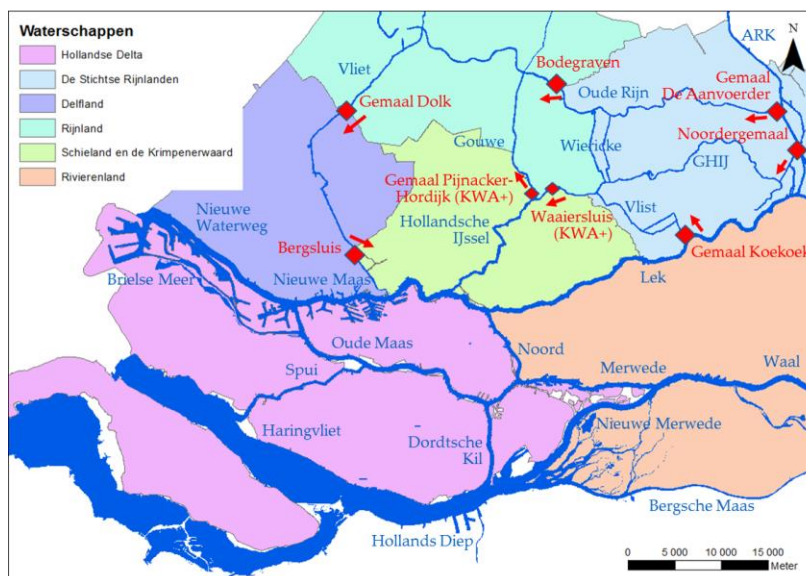 Waterschappen
Hollandse Delta
De Stichtse Rijnlanden
Delfland
Rijnland
Schieland en de Krimpenerwaard
Rivierenland
ARK
N
Bodegraven
Vliet
Gemaal
De Aanvoerder
Oude Rijn
Gemaal Dolk
Noordergemaal
Gouwe
Wiericke
GHIJ
Gemaal Pijnacker-
Hordijk (KWA+)
Nieuwe
Waterweg
Hollandsche
IJssel
Waaiersluis
(KWA+)
Vlist
Bergsluis
Gemaal Koekoek
Brielse Meer
Nieuwe Maas
Lek
Oude Maas
Noord
Spui
Merwede
Waal
Haringvliet
Dordtsche
Kil
Nieuwe Merwede
Bergsche Maas
Hollands Diep
0 5 000 10 000 15 000
Meter